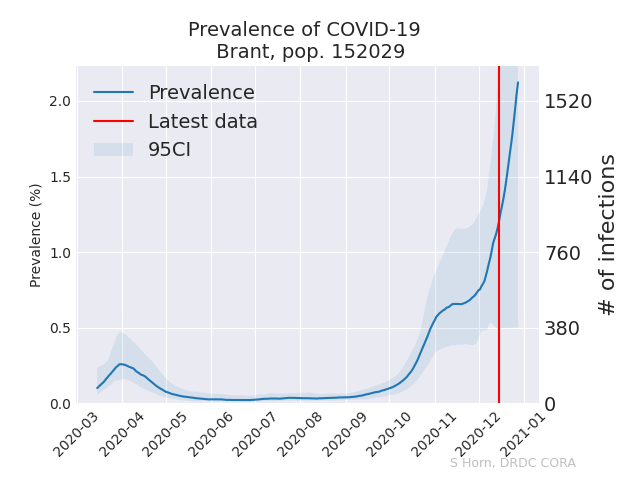 Prevalence of COVID-19
Brant, pop. 152029
Prevalence
Latest data
95CI
2.0
1.5
1.0
0.5
0.0
Prevalence (%)
1520
1140
760
380
0
# of infections
2020-03
2020-04
2020-05
2020-06
2020-07
2020-08
2020-09
2020-10
2020-11
2020-12
2021-01
S Horn, DRDC CORA